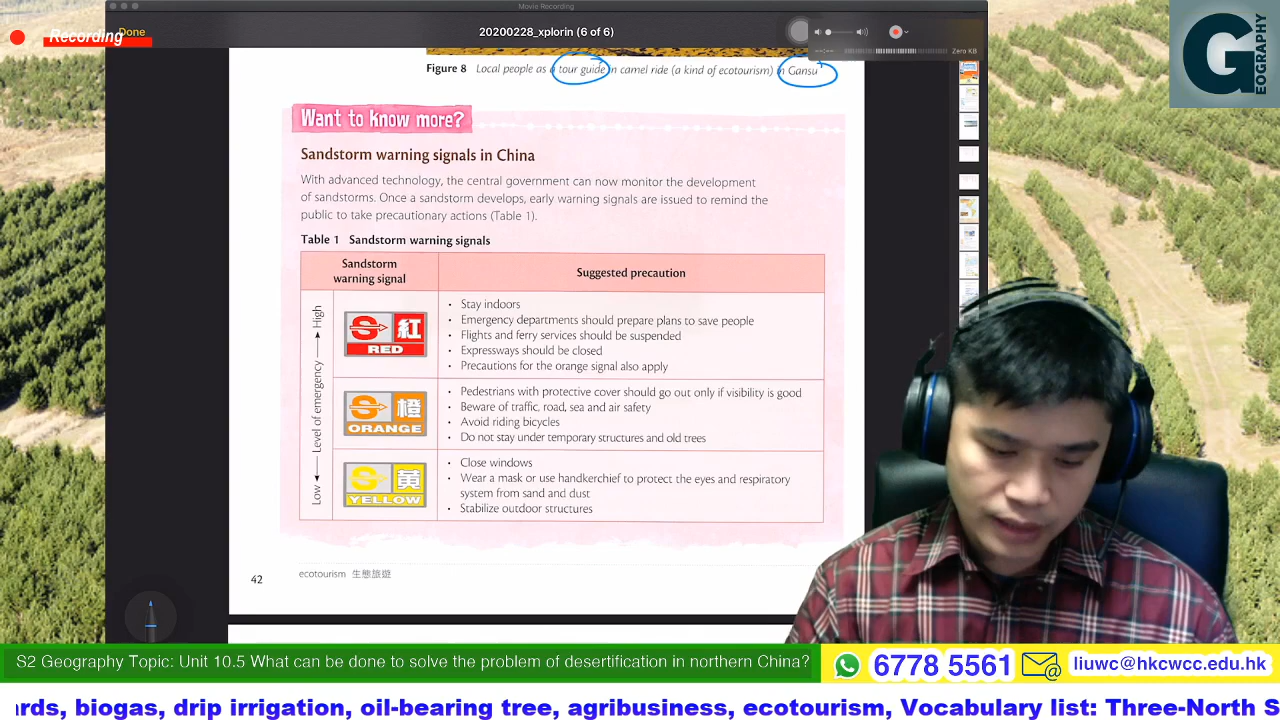 Movie Recording
Recording
Done
20200228_xplorin (6 of 6)
Zero KB
GEOGRAPHY
Figure 8 Local people as a tour guide in camel ride (a kind of ecotourism) in Gansu
Want to know more?
Sandstorm warning signals in China
With advanced technology, the central government can now monitor the development
of sandstorms. Once a sandstorm develops, early warning signals are issued to remind the
public to take precautionary actions (Table 1).
Table 1 Sandstorm warning signals
Sandstorm
warning signal
Suggested precaution
Low
Level of emergency
High
S 紅
RED
• Stay indoors
• Emergency departments should prepare plans to save people
• Flights and ferry services should be suspended
• Expressways should be closed
• Precautions for the orange signal also apply
S 橙
ORANGE
• Pedestrians with protective cover should go out only if visibility is good
• Beware of traffic, road, sea and air safety
• Avoid riding bicycles
• Do not stay under temporary structures and old trees
S 黃
YELLOW
• Close windows
• Wear a mask or use handkerchief to protect the eyes and respiratory
system from sand and dust
• Stabilize outdoor structures
42
ecotourism 生態旅遊
S2 Geography Topic: Unit 10.5 What can be done to solve the problem of desertification in northern China?
6778 5561
liuwc@hkcwcc.edu.hk
rds, biogas, drip irrigation, oil-bearing tree, agribusiness, ecotourism, Vocabulary list: Three-North S